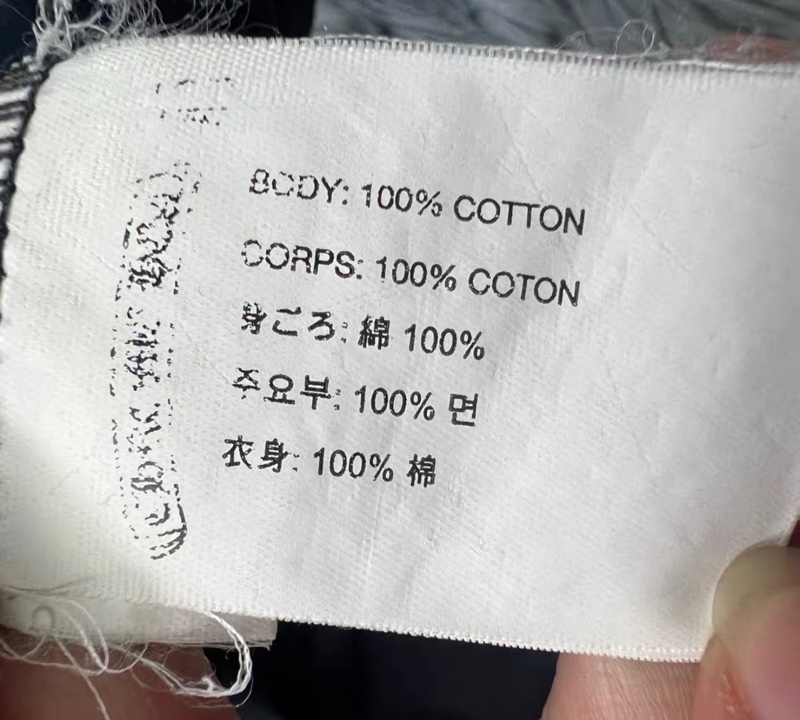 BODY: 100% COTTON
CORPS: 100% COTON
身ごろ: 綿 100%
주요부: 100% 면
衣身: 100% 棉